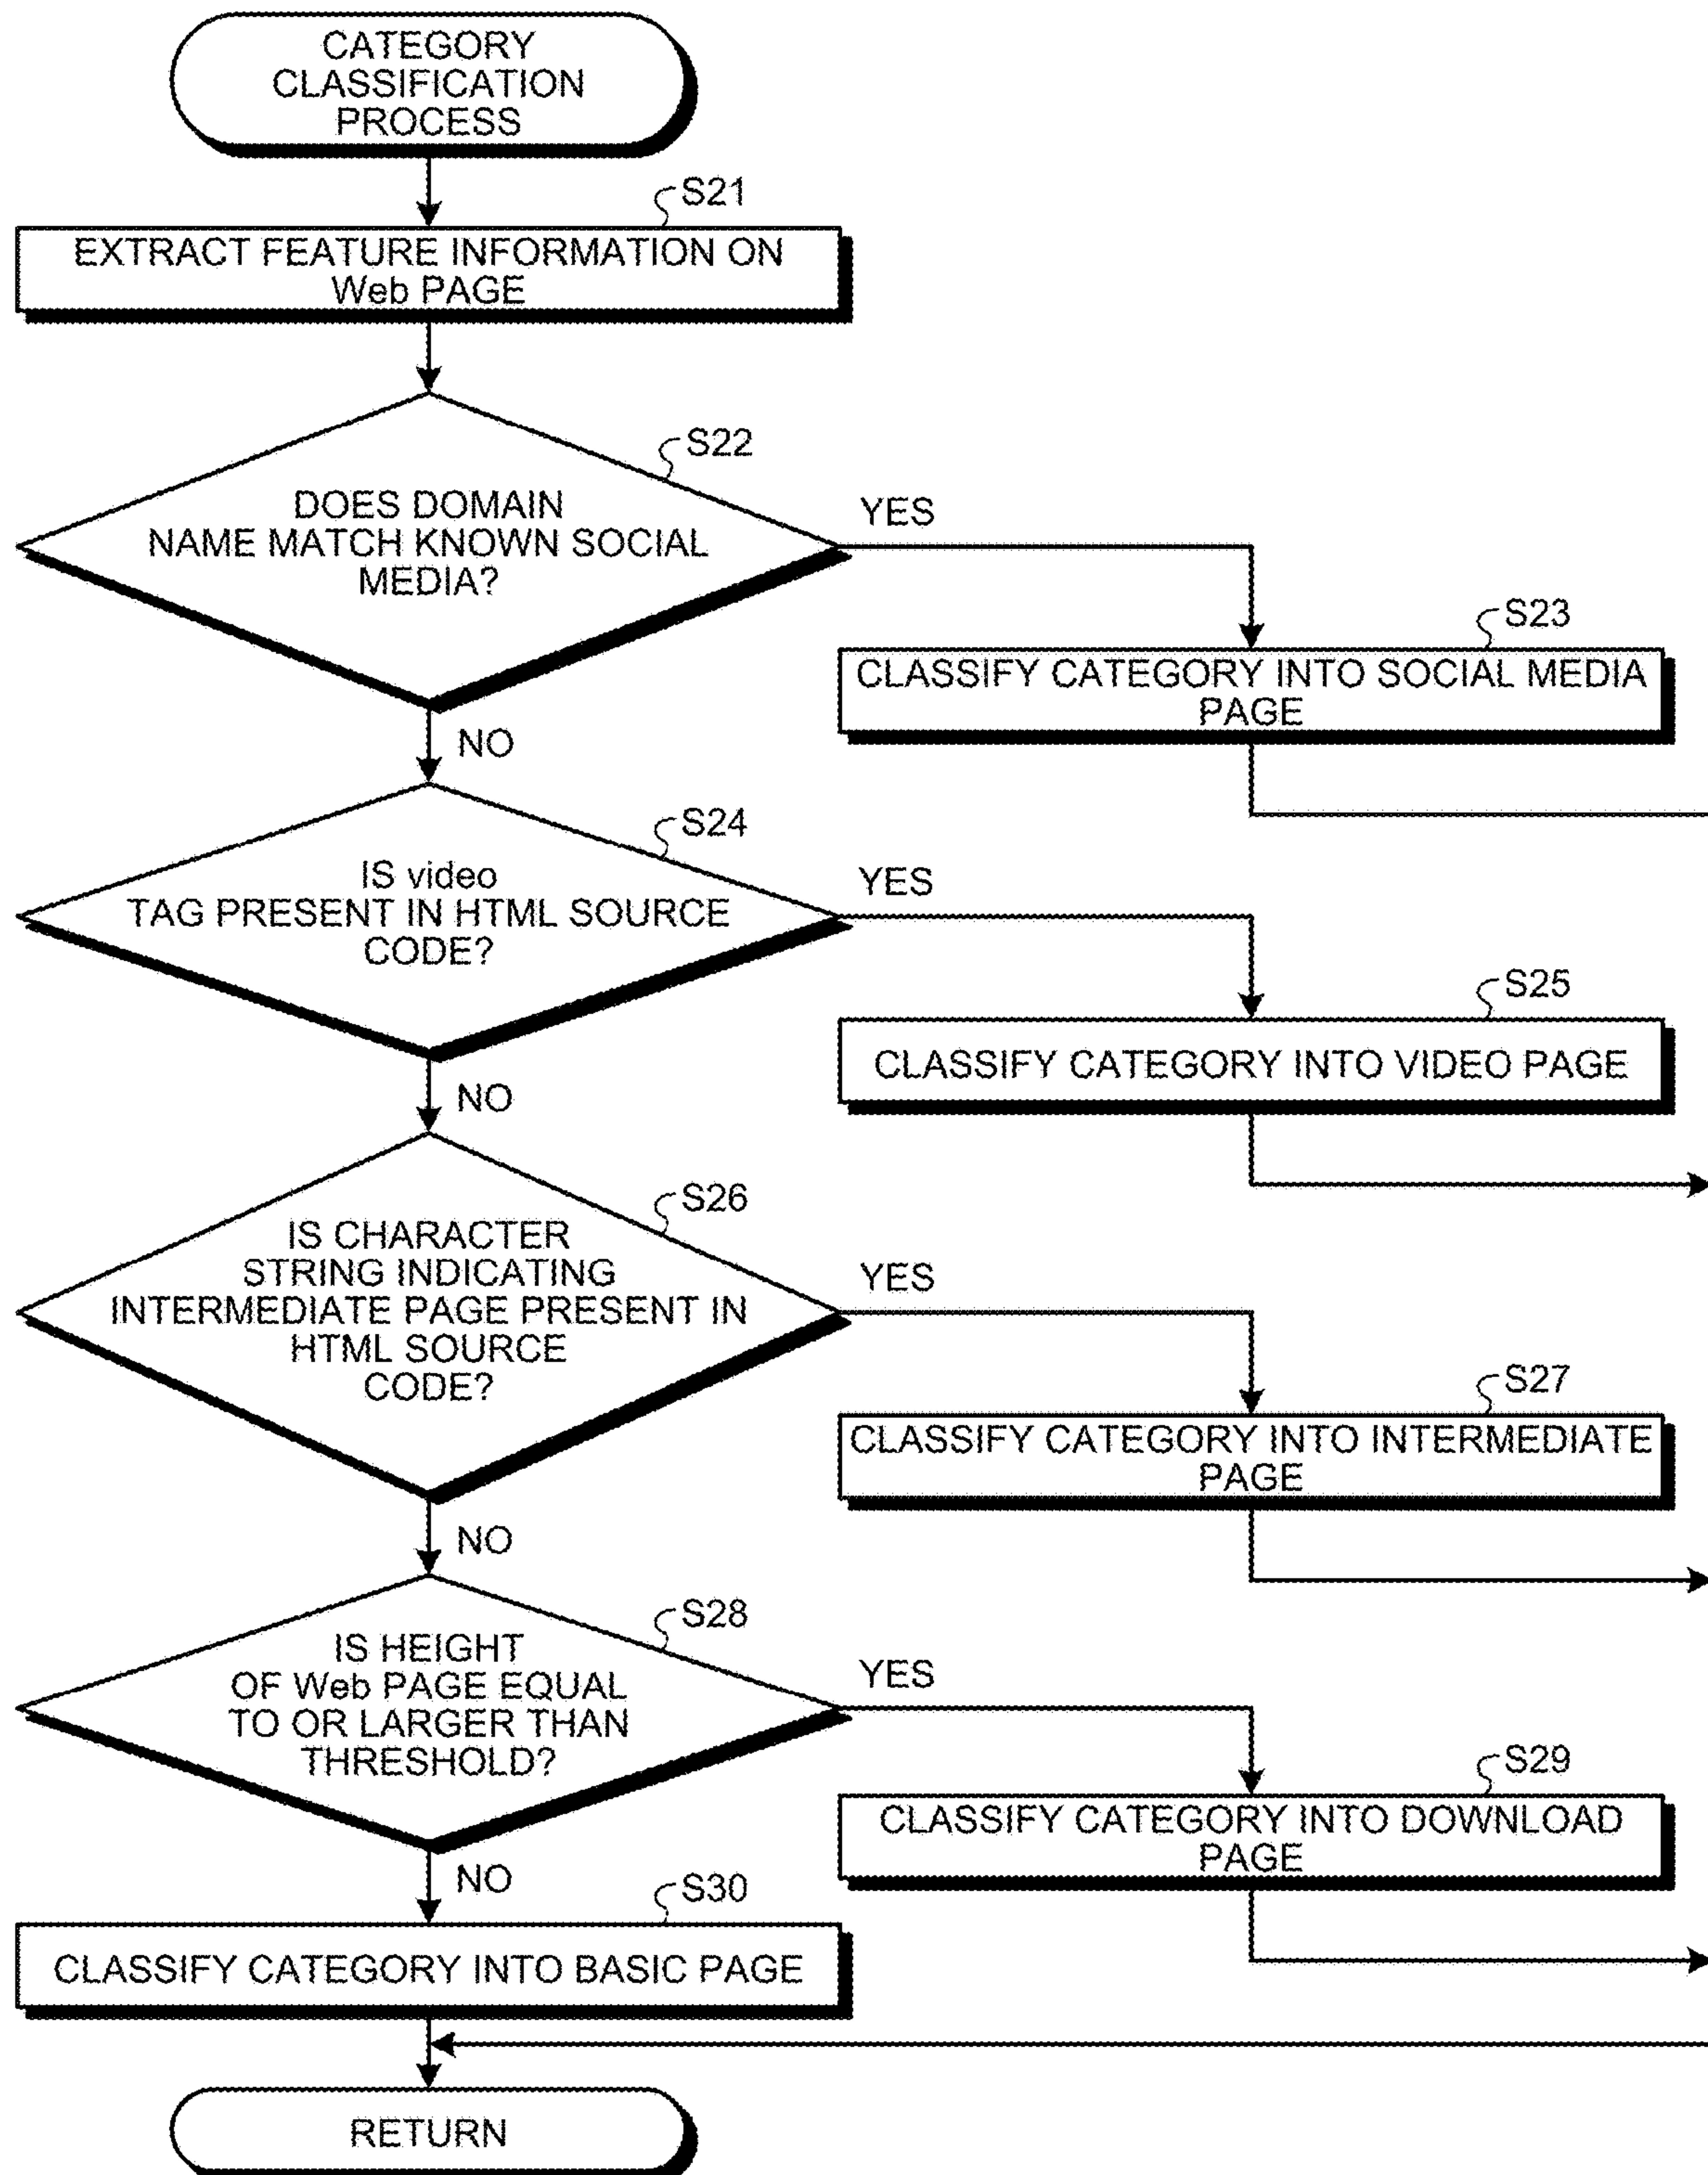 CATEGORY
CLASSIFICATION
PROCESS
S21
EXTRACT FEATURE INFORMATION ON
Web PAGE
S22
DOES DOMAIN
NAME MATCH KNOWN SOCIAL
MEDIA?
YES
S23
CLASSIFY CATEGORY INTO SOCIAL MEDIA
PAGE
NO
S24
IS video
TAG PRESENT IN HTML SOURCE
CODE?
YES
S25
CLASSIFY CATEGORY INTO VIDEO PAGE
NO
S26
IS CHARACTER
STRING INDICATING
INTERMEDIATE PAGE PRESENT IN
HTML SOURCE
CODE?
YES
S27
CLASSIFY CATEGORY INTO INTERMEDIATE
PAGE
NO
S28
IS HEIGHT
OF Web PAGE EQUAL
TO OR LARGER THAN
THRESHOLD?
YES
S29
CLASSIFY CATEGORY INTO DOWNLOAD
PAGE
NO
S30
CLASSIFY CATEGORY INTO BASIC PAGE
RETURN